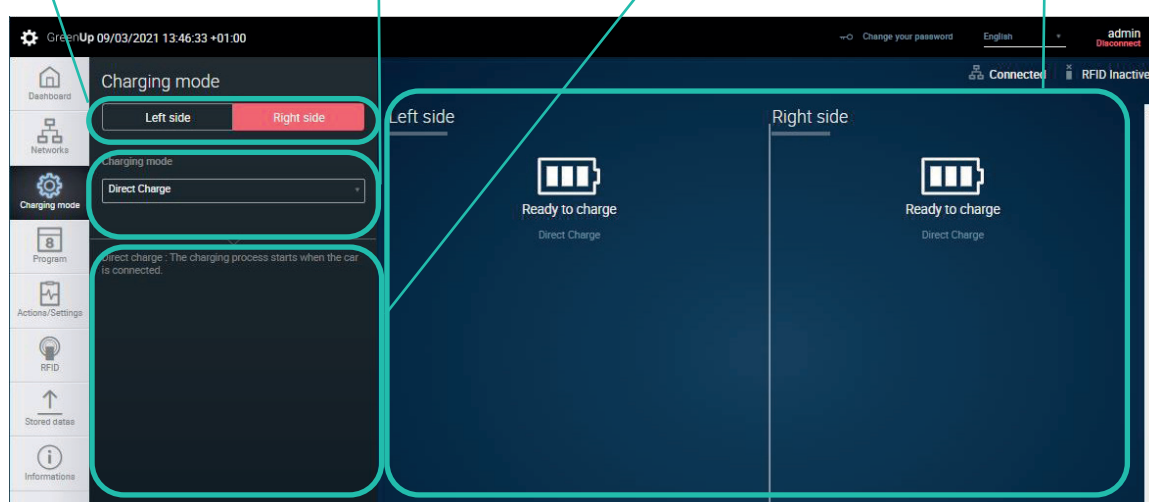 GreenUp 09/03/2021 13:46:33 +01:00
Change your password
English
admin
Disconnect
Connected
RFID Inactive
Dashboard
Networks
Charging mode
8
Program
Actions/Settings
RFID
Stored datas
Informations
Charging mode
Left side
Right side
Charging mode
Direct Charge
Direct charge : The charging process starts when the car
is connected.
Left side
Ready to charge
Direct Charge
Right side
Ready to charge
Direct Charge